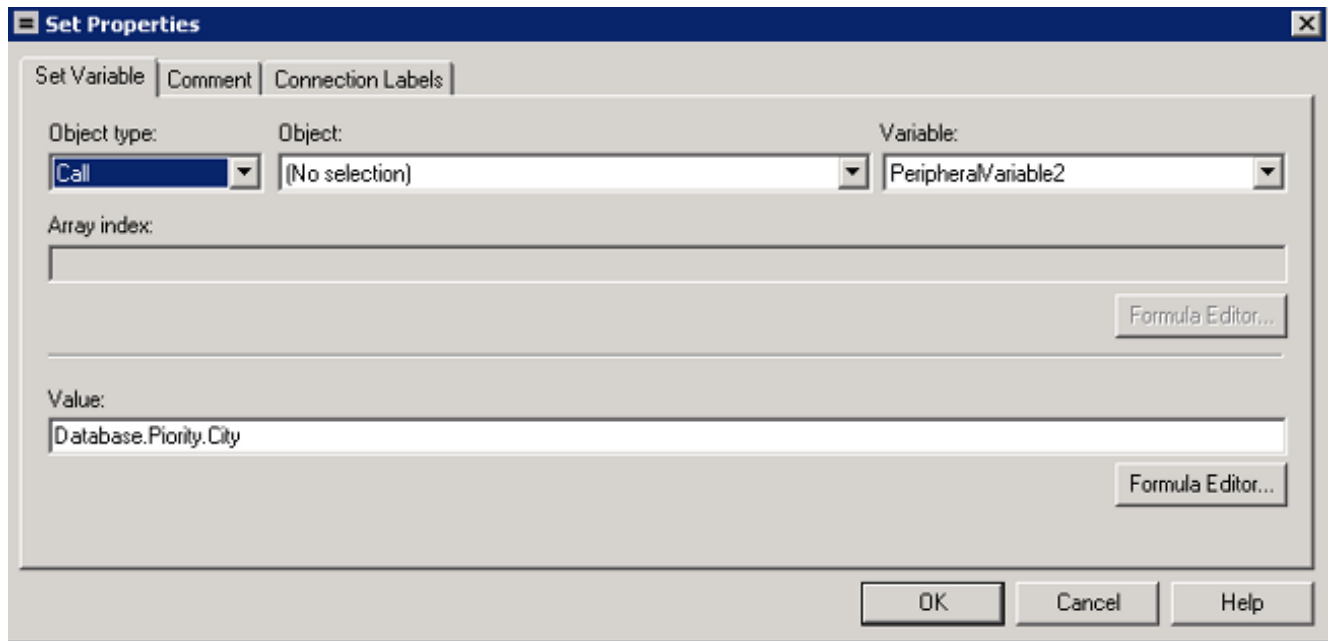 Set Properties
Set Variable Comment Connection Labels
Object type: Object: Variable:
Call (No selection) PeripheralVariable2
Array index:
Formula Editor...
Value:
Database.Piority.City
Formula Editor...
OK Cancel Help